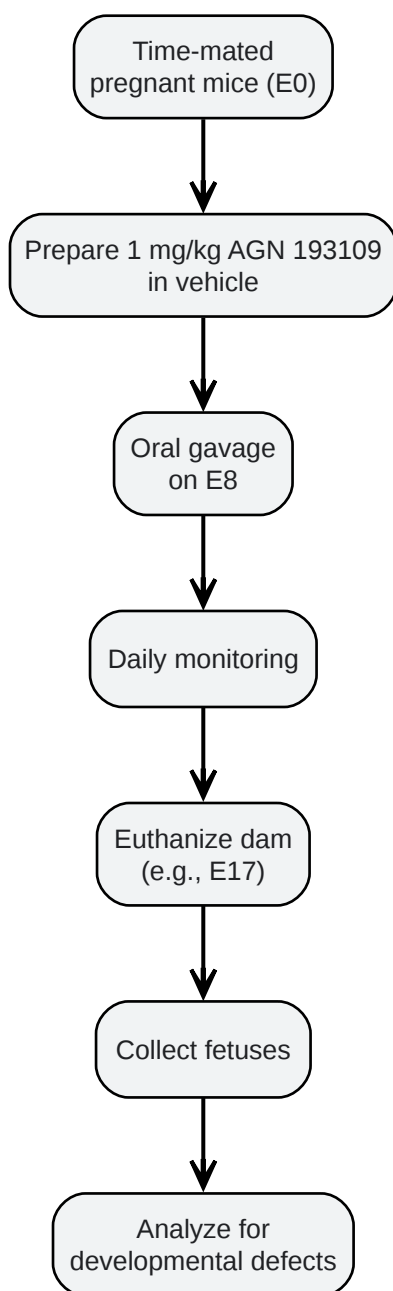 Time-mated
pregnant mice (E0)
Prepare 1 mg/kg AGN 193109
in vehicle
Oral gavage
on E8
Daily monitoring
Euthanize dam
(e.g., E17)
Collect fetuses
Analyze for
developmental defects